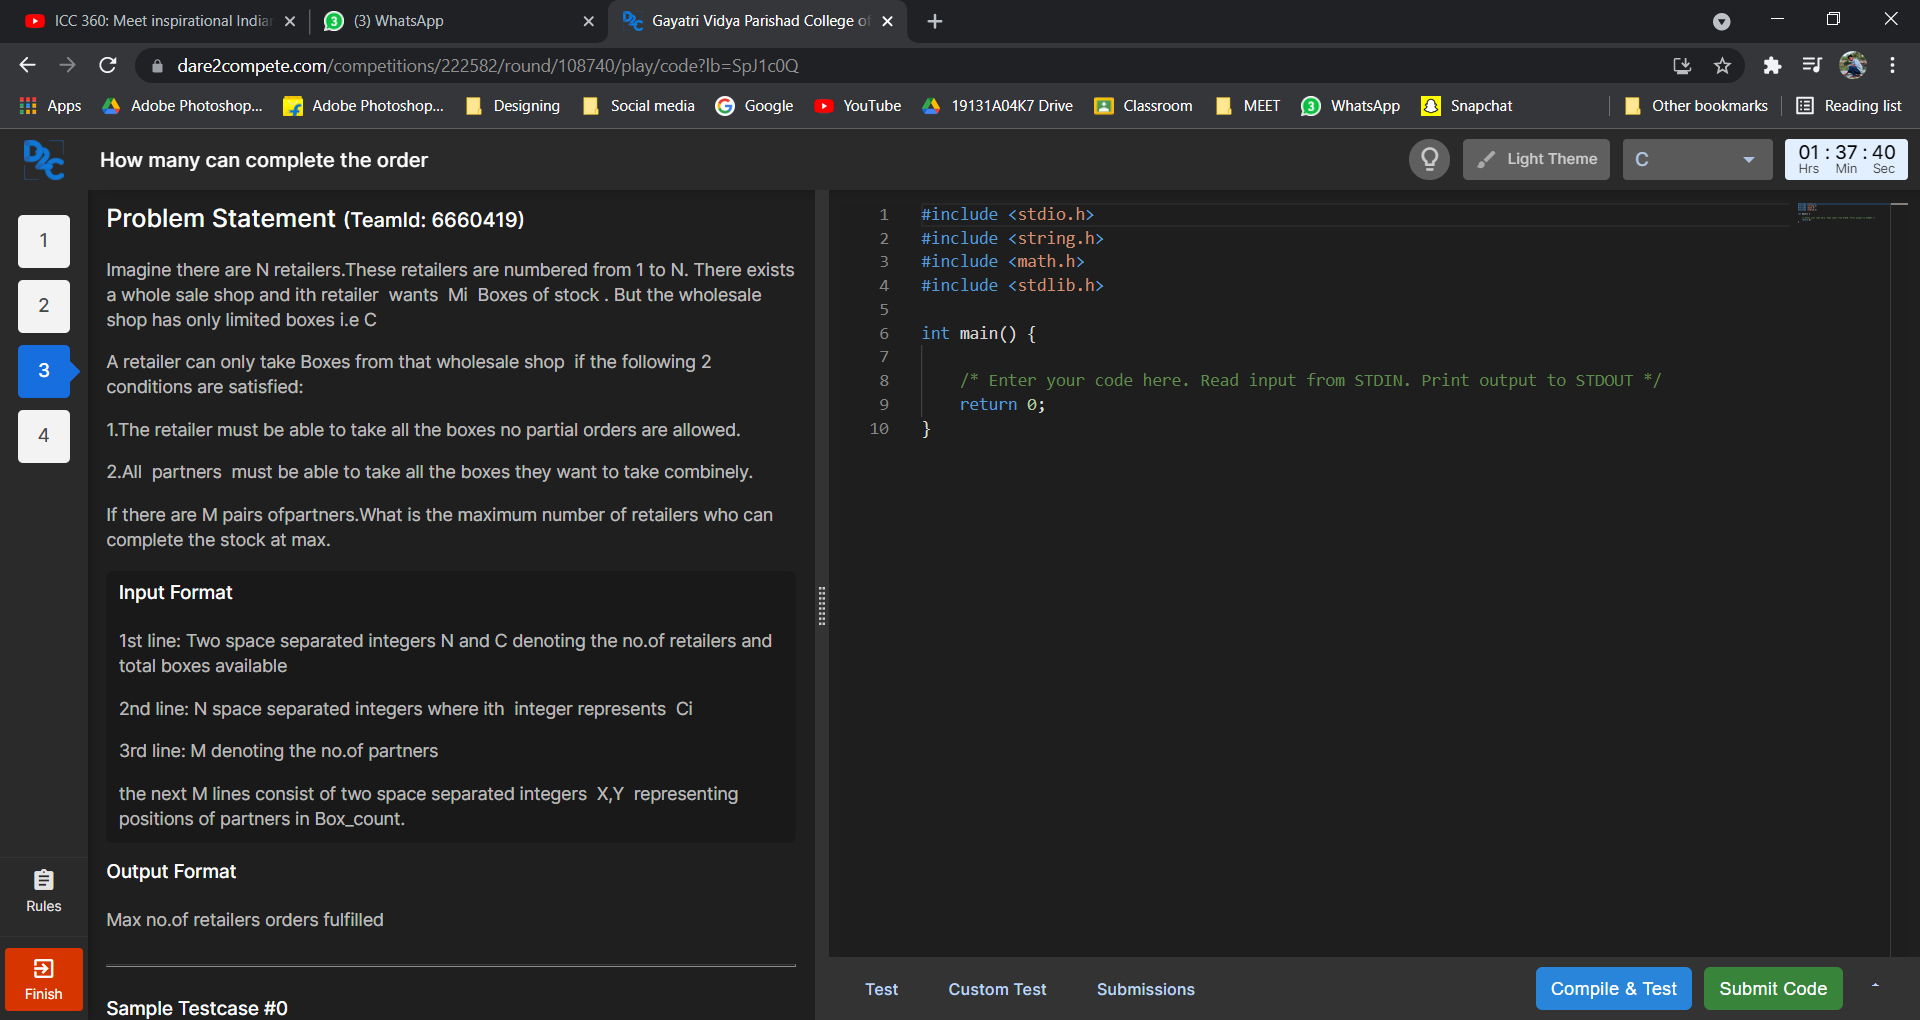 ICC 360: Meet inspirational India
(3) WhatsApp
Gayatri Vidya Parishad College of
dare2compete.com/competitions/222582/round/108740/play/code?lb=SpJ1c0Q
Apps
Adobe Photoshop...
Adobe Photoshop...
Designing
Social media
Google
YouTube
19131A04K7 Drive
Classroom
MEET
WhatsApp
Snapchat
Other bookmarks
Reading list
D2C
How many can complete the order
Light Theme
C
01 : 37 : 40
Hrs Min Sec
1
2
3
4
Rules
Finish
Problem Statement (TeamId: 6660419)
Imagine there are N retailers.These retailers are numbered from 1 to N. There exists
a whole sale shop and ith retailer wants Mi Boxes of stock . But the wholesale
shop has only limited boxes i.e C
A retailer can only take Boxes from that wholesale shop if the following 2
conditions are satisfied:
1.The retailer must be able to take all the boxes no partial orders are allowed.
2.All partners must be able to take all the boxes they want to take combinely.
If there are M pairs ofpartners.What is the maximum number of retailers who can
complete the stock at max.
Input Format
1st line: Two space separated integers N and C denoting the no.of retailers and
total boxes available
2nd line: N space separated integers where ith integer represents Ci
3rd line: M denoting the no.of partners
the next M lines consist of two space separated integers X,Y representing
positions of partners in Box_count.
Output Format
Max no.of retailers orders fulfilled
Sample Testcase #0
1 #include <stdio.h>
2 #include <string.h>
3 #include <math.h>
4 #include <stdlib.h>
5
6 int main() {
7
8 /* Enter your code here. Read input from STDIN. Print output to STDOUT */
9 return 0;
10 }
Test
Custom Test
Submissions
Compile & Test
Submit Code